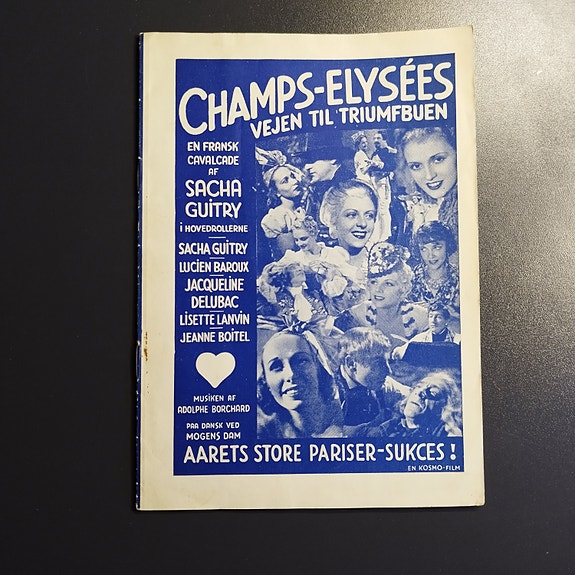 CHAMPS-ELYSÉES
VEJEN TIL TRIUMFBUEN
EN FRANSK
CAVALCADE
AF
SACHA
GUITRY
I HOVEDROLLERNE
SACHA GUITRY
LUCIEN BAROUX
JACQUELINE
DELUBAC
LISETTE LANVIN
JEANNE BOITEL
MUSIKEN AF
ADOLPHE BORCHARD
PAA DANSK VED
MOGENS DAM
AARETS STORE PARISER-SUKCES!
EN KOSMO-FILM